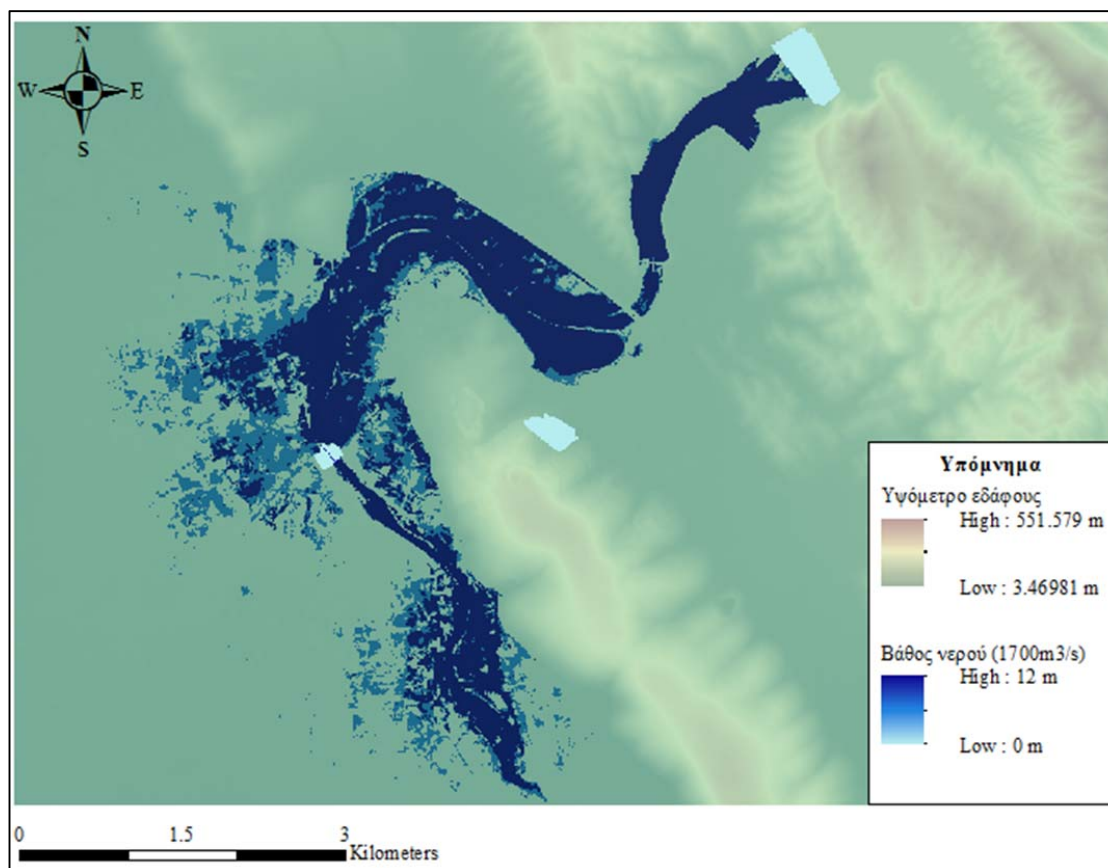 N
W E
S
Υπόμνημα
Υψόμετρο εδάφους
High : 551.579 m
Low : 3.46981 m
Βάθος νερού (1700m3/s)
High : 12 m
Low : 0 m
0 1.5 3
Kilometers